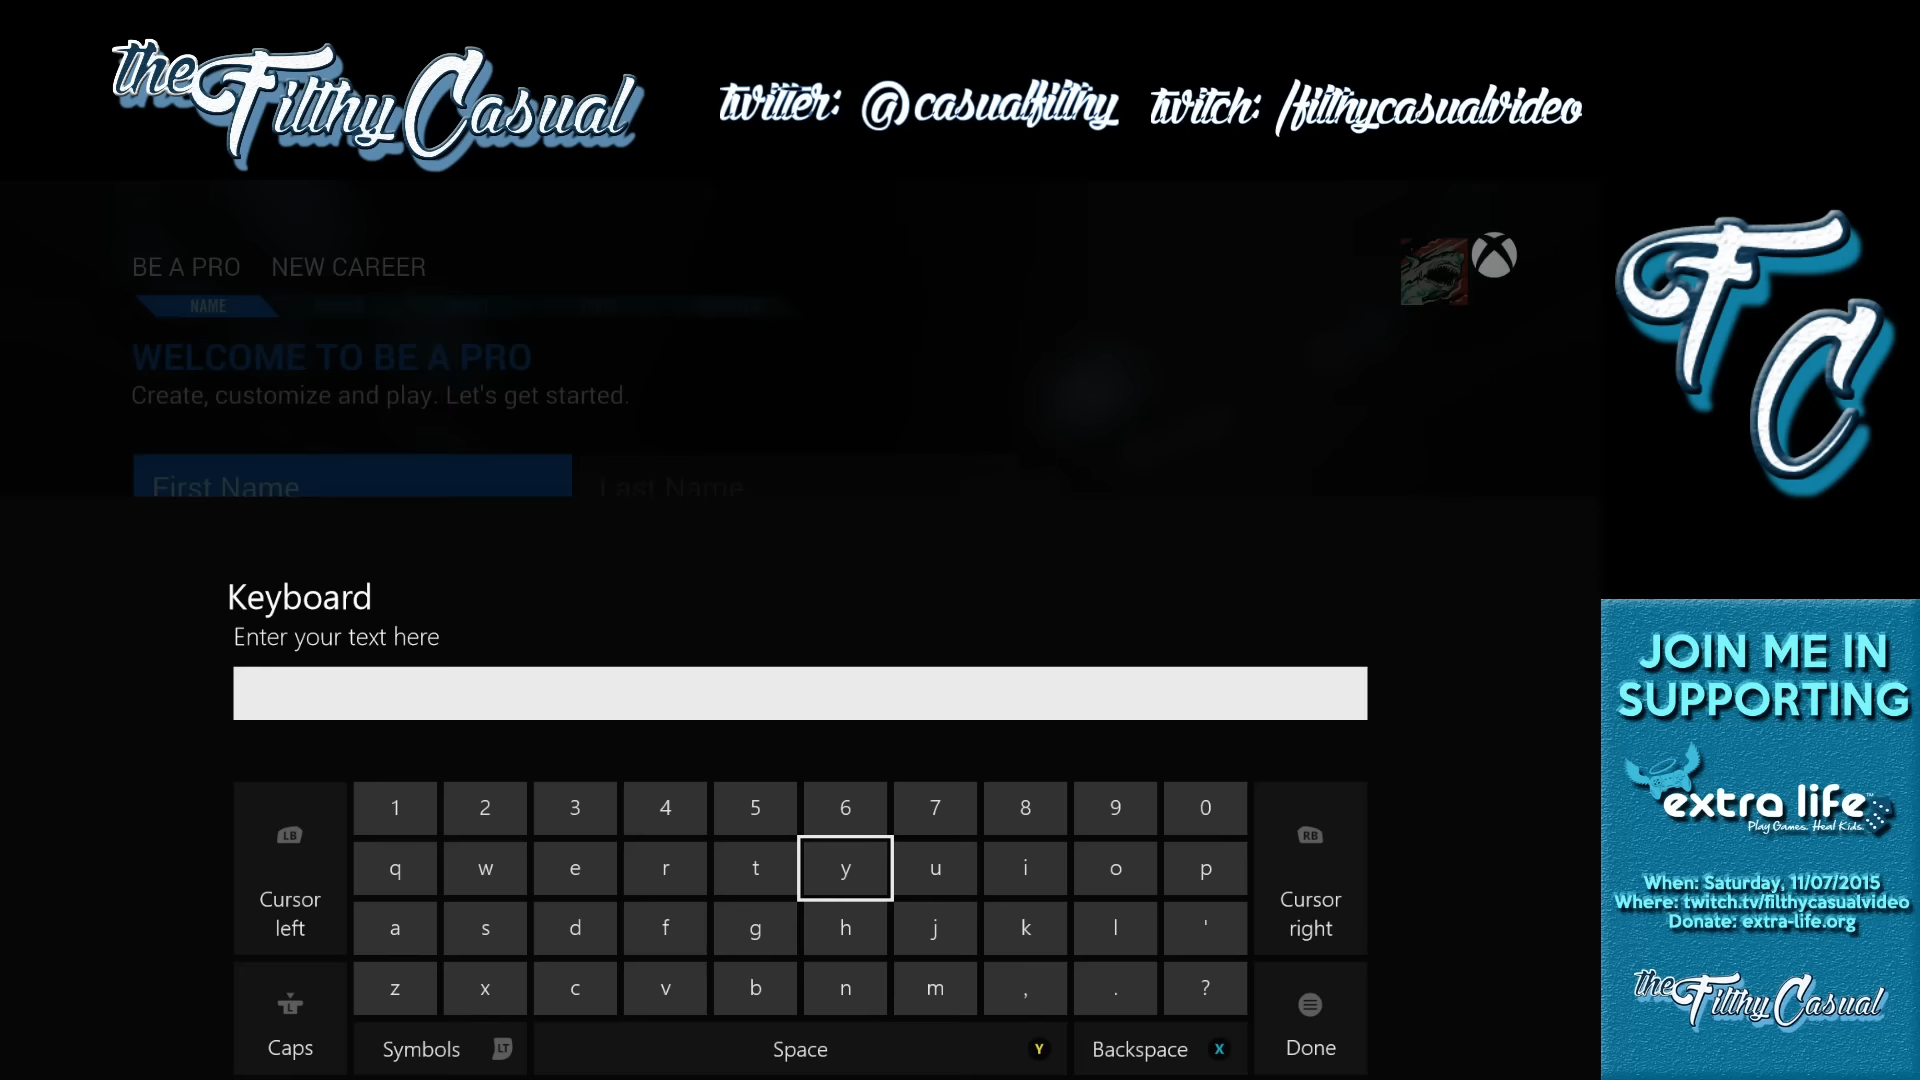 the Filthy Casual
twitter: @casualfilthy twitch: /filthycasualvideo
BE A PRO NEW CAREER
NAME
WELCOME TO BE A PRO
Create, customize and play. Let's get started.
First Name Last Name
FC
Keyboard
Enter your text here
LB 1 2 3 4 5 6 7 8 9 0 RB
q w e r t y u i o p
Cursor left a s d f g h j k l ' Cursor right
z x c v b n m , . ?
L Caps Symbols LT Space Y Backspace X Done
JOIN ME IN
SUPPORTING
extra life™
Play Games. Heal Kids.
When: Saturday, 11/07/2015
Where: twitch.tv/filthycasualvideo
Donate: extra-life.org
the Filthy Casual